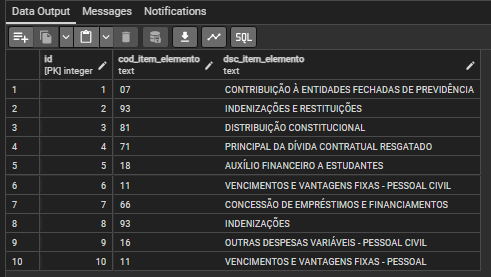 Data Output Messages Notifications
SQL
id cod_item_elemento dsc_item_elemento
[PK] integer text text
1 1 07 CONTRIBUIÇÃO À ENTIDADES FECHADAS DE PREVIDÊNCIA
2 2 93 INDENIZAÇÕES E RESTITUIÇÕES
3 3 81 DISTRIBUIÇÃO CONSTITUCIONAL
4 4 71 PRINCIPAL DA DÍVIDA CONTRATUAL RESGATADO
5 5 18 AUXÍLIO FINANCEIRO A ESTUDANTES
6 6 11 VENCIMENTOS E VANTAGENS FIXAS - PESSOAL CIVIL
7 7 66 CONCESSÃO DE EMPRÉSTIMOS E FINANCIAMENTOS
8 8 93 INDENIZAÇÕES
9 9 16 OUTRAS DESPESAS VARIÁVEIS - PESSOAL CIVIL
10 10 11 VENCIMENTOS E VANTAGENS FIXAS - PESSOAL